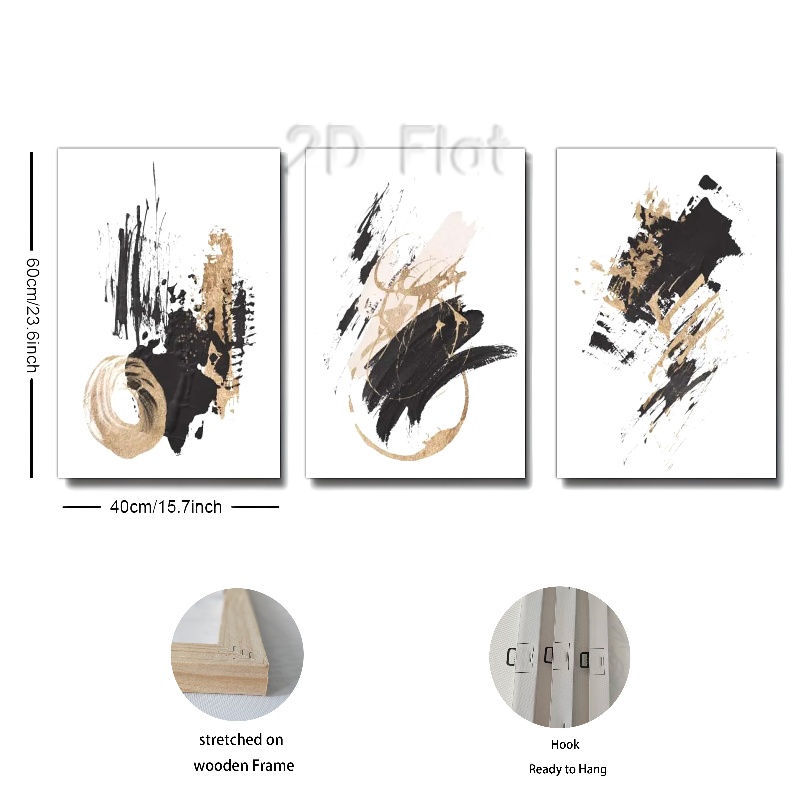 2D Flat
60cm/23.6inch
40cm/15.7inch
stretched on
wooden Frame
Hook
Ready to Hang